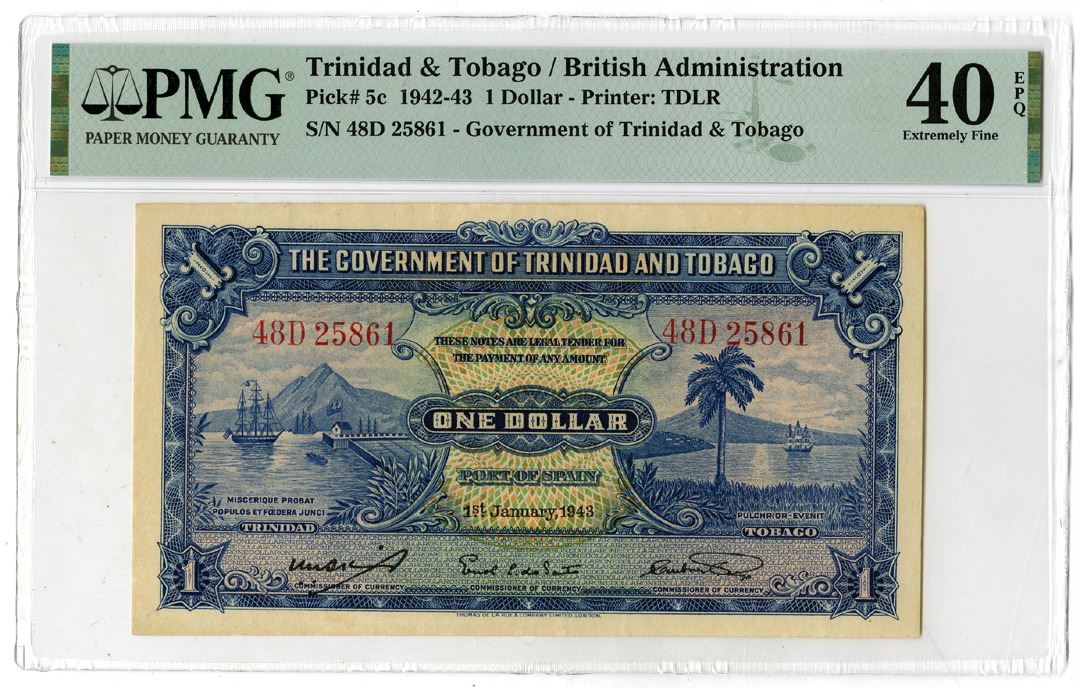 PMG®
PAPER MONEY GUARANTY
Trinidad & Tobago / British Administration
Pick# 5c 1942-43 1 Dollar - Printer: TDLR
S/N 48D 25861 - Government of Trinidad & Tobago
40
EPQ
Extremely Fine
THE GOVERNMENT OF TRINIDAD AND TOBAGO
48D 25861
48D 25861
THESE NOTES ARE LEGAL TENDER FOR
THE PAYMENT OF ANY AMOUNT
ONE DOLLAR
PORT OF SPAIN
1st January, 1943
MISCERIQUE PROBAT
POPULOS ET FŒDERA JUNGI
TRINIDAD
PULCHRIOR-EVENIT
TOBAGO
1
COMMISSIONER OF CURRENCY
COMMISSIONER OF CURRENCY
COMMISSIONER OF CURRENCY
1
THOMAS DE LA RUE & COMPANY LIMITED, LONDON.